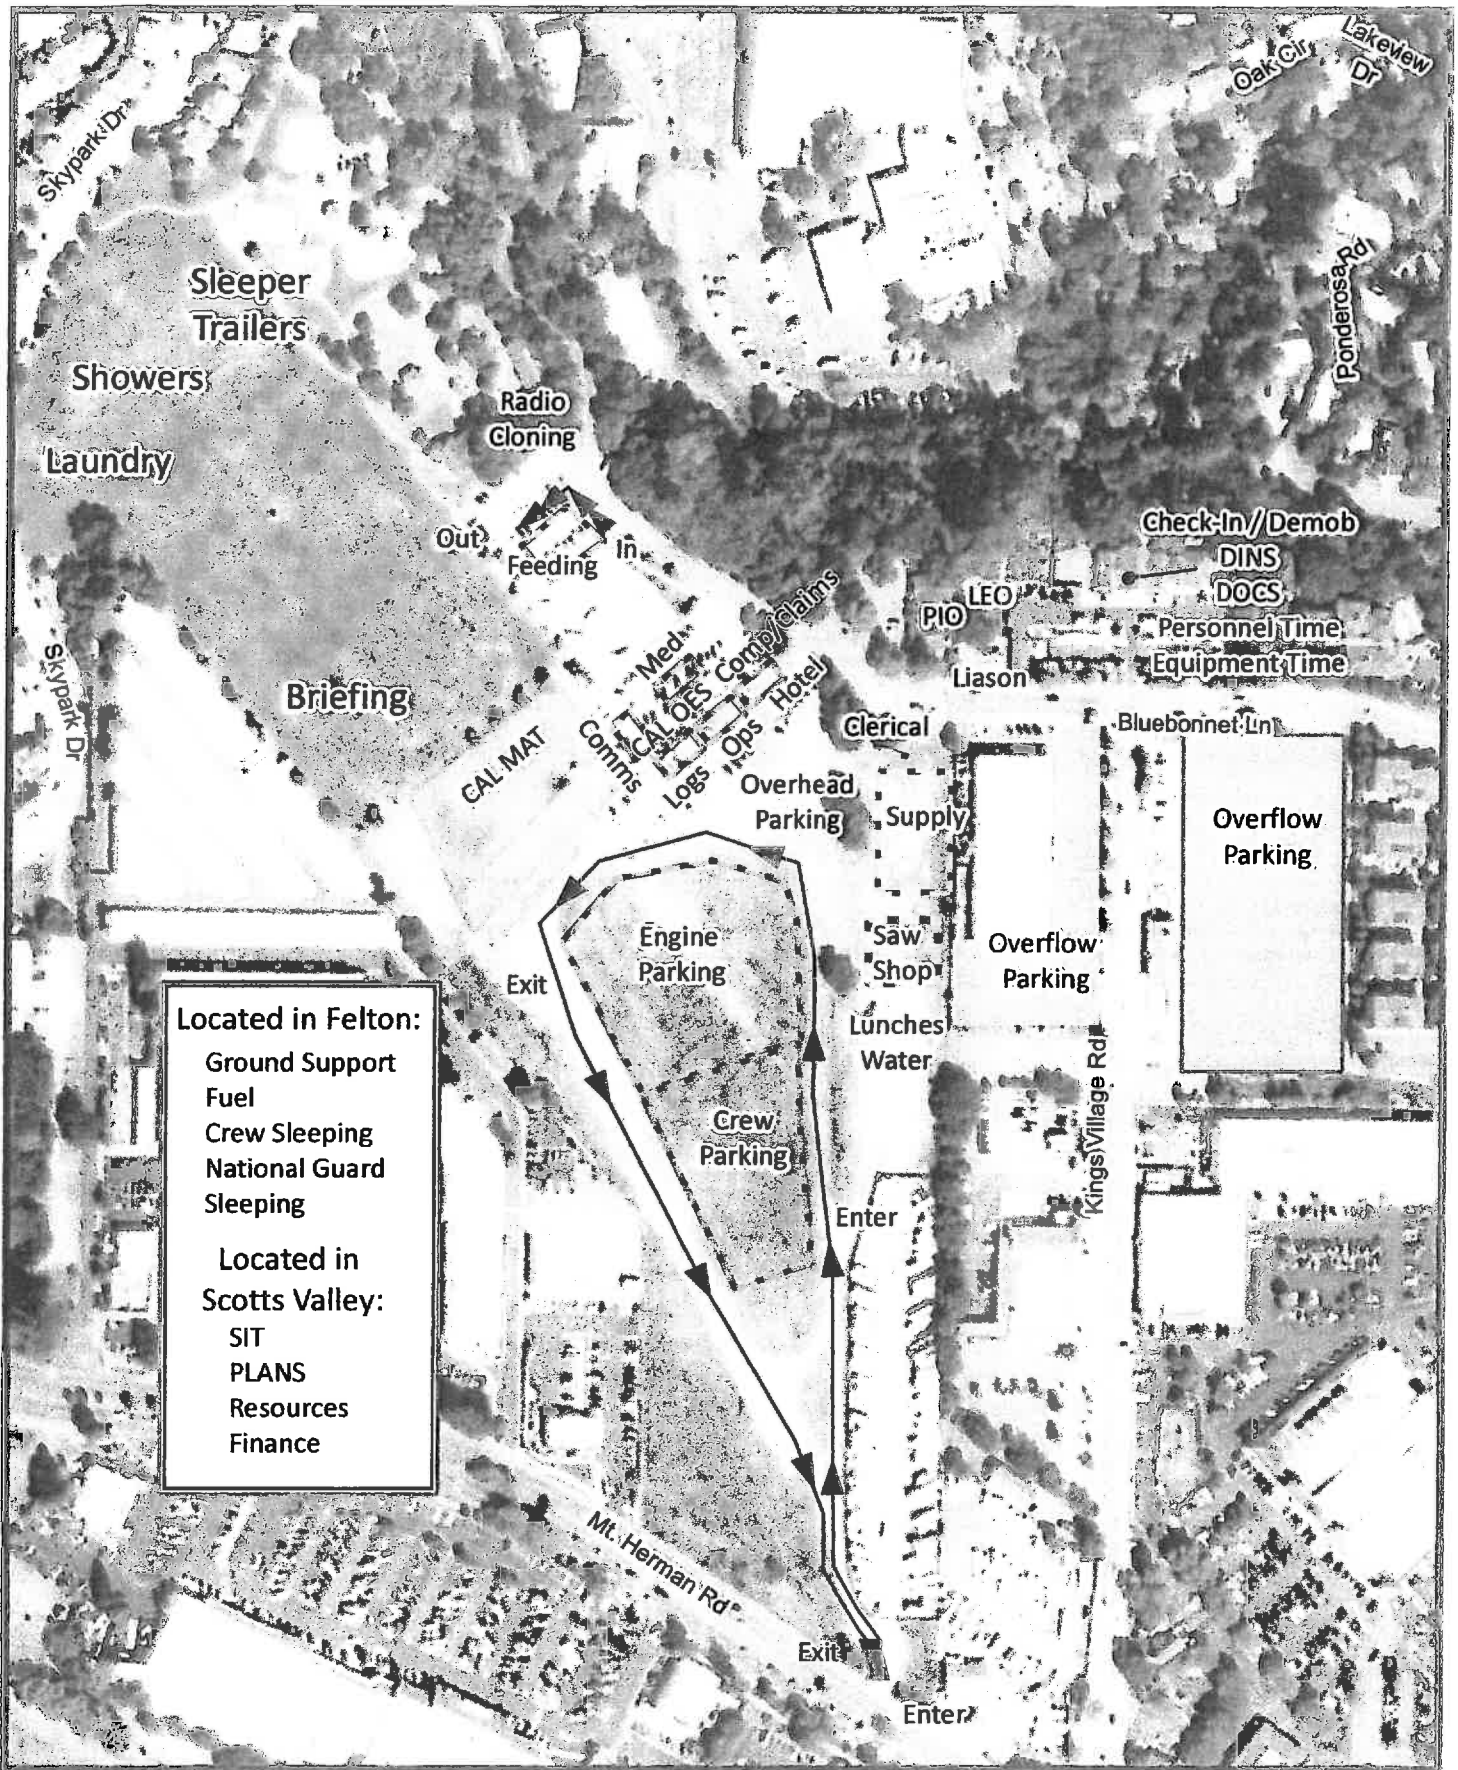 Oak Cir
Lakeview
Dr
Skypark Dr
Ponderosa Rd
Sleeper
Trailers
Showers
Laundry
Radio
Cloning
Out
In
Feeding
Check-In / Demob
DINS
DOCS
Personnel Time
Equipment Time
LEO
PIO
Liason
Skypark Dr
Briefing
CAL MAT
Med
Comp/Claims
CAL OES
Hotel
Comms
Ops
Logs
Clerical
Bluebonnet Ln
Overhead
Parking
Supply
Overflow
Parking
Engine
Parking
Saw
Shop
Overflow
Parking
Exit
Lunches
Water
Kings Village Rd
Crew
Parking
Enter
Located in Felton:
Ground Support
Fuel
Crew Sleeping
National Guard
Sleeping
Located in
Scotts Valley:
SIT
PLANS
Resources
Finance
Mt. Herman Rd
Exit
Enter